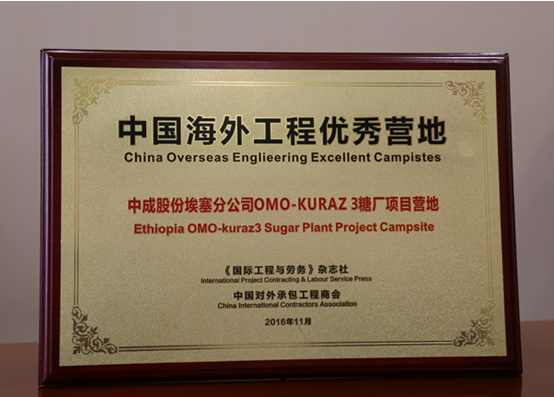 中国海外工程优秀营地
China Overseas Englieering Excellent Campistes
中成股份埃塞分公司OMO-KURAZ 3糖厂项目营地
Ethiopia OMO-kuraz3 Sugar Plant Project Campsite
《国际工程与劳务》杂志社
International Project Contracting & Labour Service Press
中国对外承包工程商会
China International Contractors Association
2016年11月